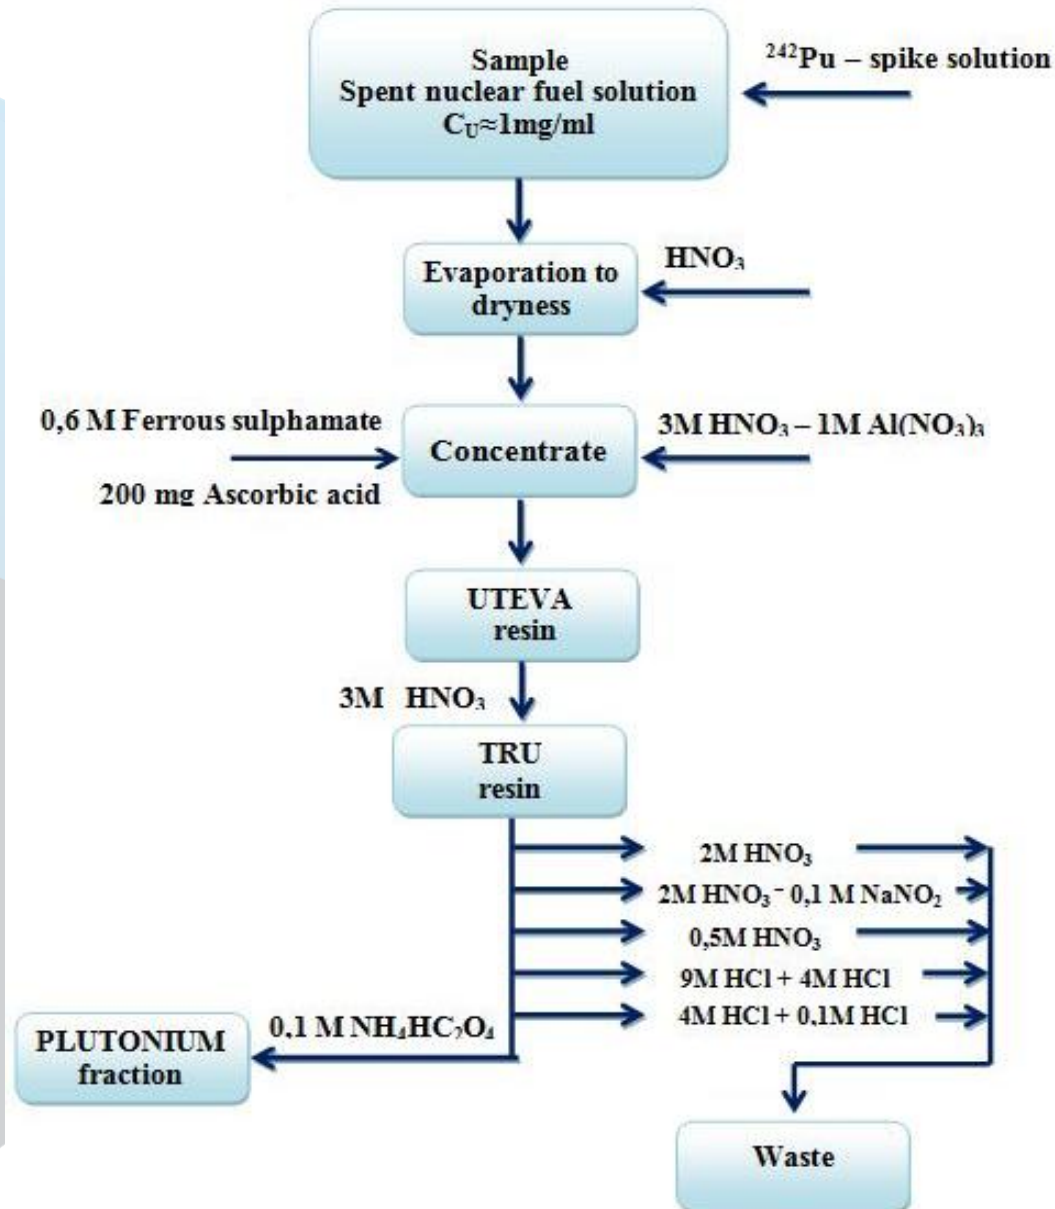 Sample
Spent nuclear fuel solution
C_U≈1mg/ml
²⁴²Pu – spike solution
Evaporation to
dryness
HNO₃
0,6 M Ferrous sulphamate
200 mg Ascorbic acid
Concentrate
3M HNO₃ – 1M Al(NO₃)₃
UTEVA
resin
3M HNO₃
TRU
resin
2M HNO₃
2M HNO₃ – 0,1 M NaNO₂
0,5M HNO₃
9M HCl + 4M HCl
4M HCl + 0,1M HCl
0,1 M NH₄HC₂O₄
PLUTONIUM
fraction
Waste